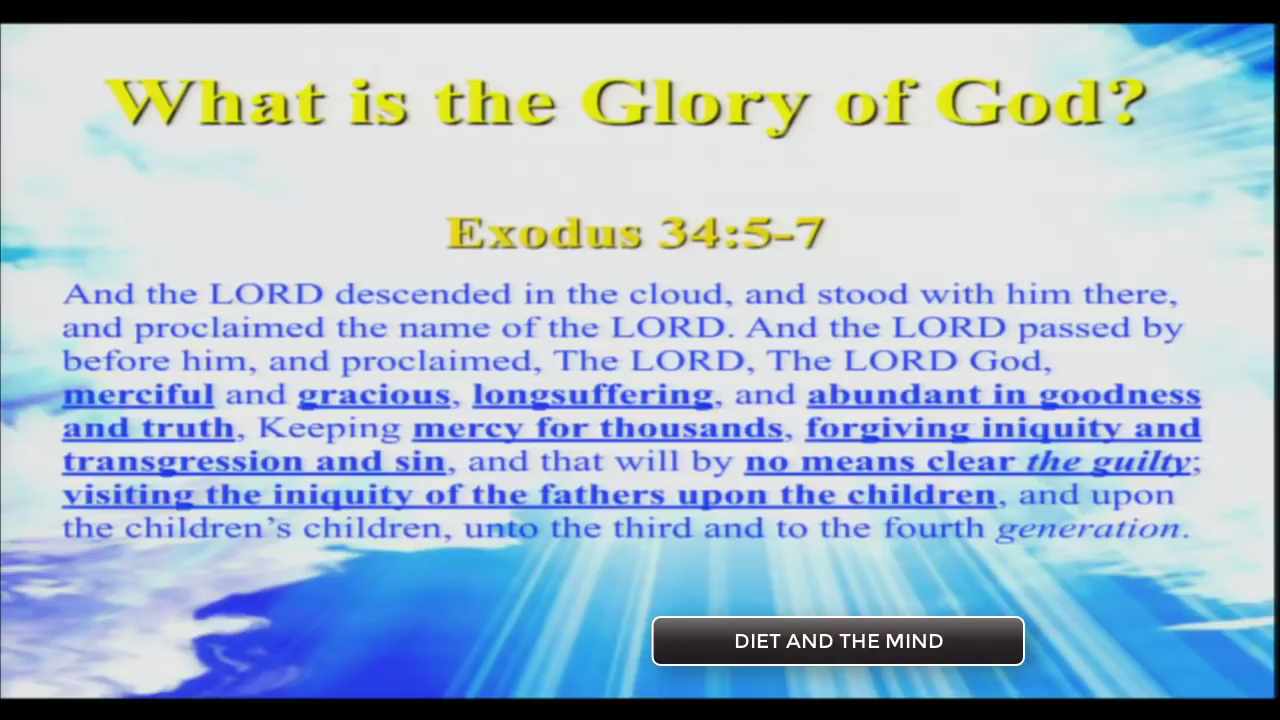 What is the Glory of God?
Exodus 34:5-7
And the LORD descended in the cloud, and stood with him there,
and proclaimed the name of the LORD. And the LORD passed by
before him, and proclaimed, The LORD, The LORD God,
merciful and gracious, longsuffering, and abundant in goodness
and truth, Keeping mercy for thousands, forgiving iniquity and
transgression and sin, and that will by no means clear the guilty;
visiting the iniquity of the fathers upon the children, and upon
the children’s children, unto the third and to the fourth generation.
DIET AND THE MIND